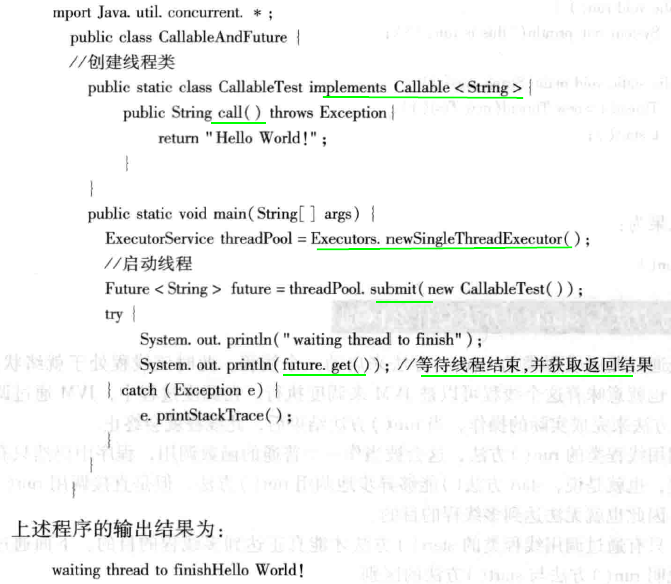 mport Java. util. concurrent. * ;
public class CallableAndFuture {
//创建线程类
public static class CallableTest implements Callable < String > {
public String call( ) throws Exception {
return "Hello World!" ;
}
}
public static void main( String[ ] args) {
ExecutorService threadPool = Executors. newSingleThreadExecutor( ) ;
//启动线程
Future < String > future = threadPool. submit( new CallableTest( ) ) ;
try {
System. out. println( "waiting thread to finish" ) ;
System. out. println( future. get( ) ) ; //等待线程结束,并获取返回结果
} catch ( Exception e) {
e. printStackTrace( ) ;
}
}
}
上述程序的输出结果为:
waiting thread to finishHello World!